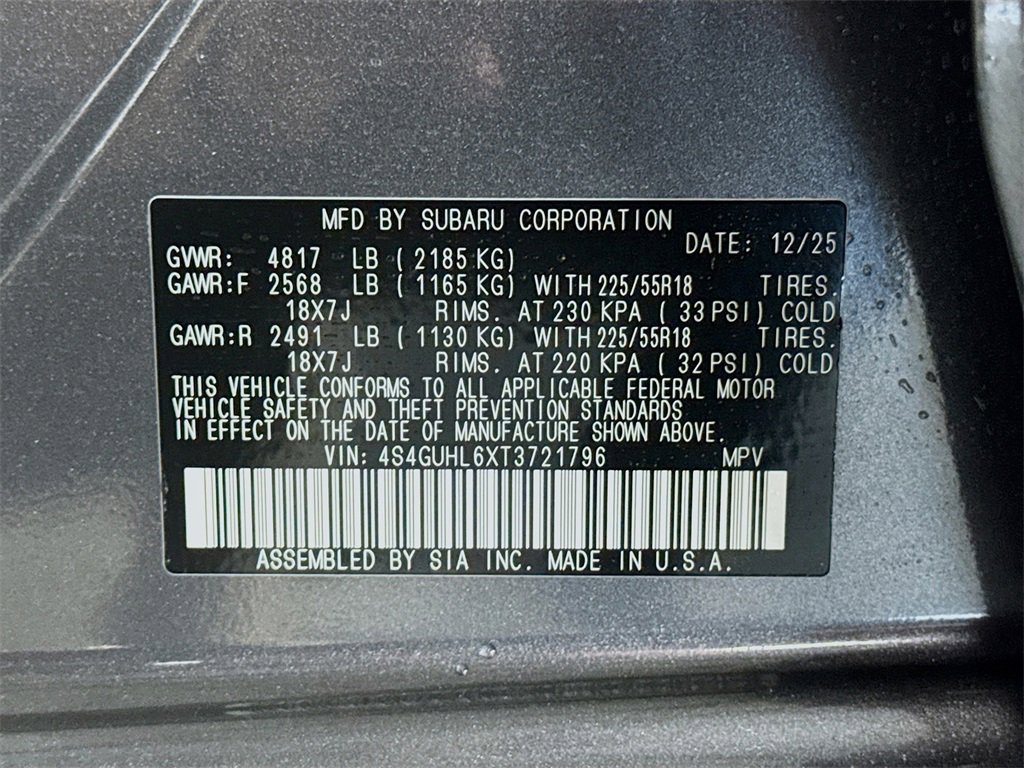 MFD BY SUBARU CORPORATION
DATE: 12/25
GVWR: 4817 LB ( 2185 KG)
GAWR:F 2568 LB ( 1165 KG) WITH 225/55R18 TIRES.
18X7J RIMS. AT 230 KPA ( 33 PSI) COLD
GAWR:R 2491 LB ( 1130 KG) WITH 225/55R18 TIRES.
18X7J RIMS. AT 220 KPA ( 32 PSI) COLD
THIS VEHICLE CONFORMS TO ALL APPLICABLE FEDERAL MOTOR
VEHICLE SAFETY AND THEFT PREVENTION STANDARDS
IN EFFECT ON THE DATE OF MANUFACTURE SHOWN ABOVE.
VIN: 4S4GUHL6XT3721796 MPV
ASSEMBLED BY SIA INC. MADE IN U.S.A.